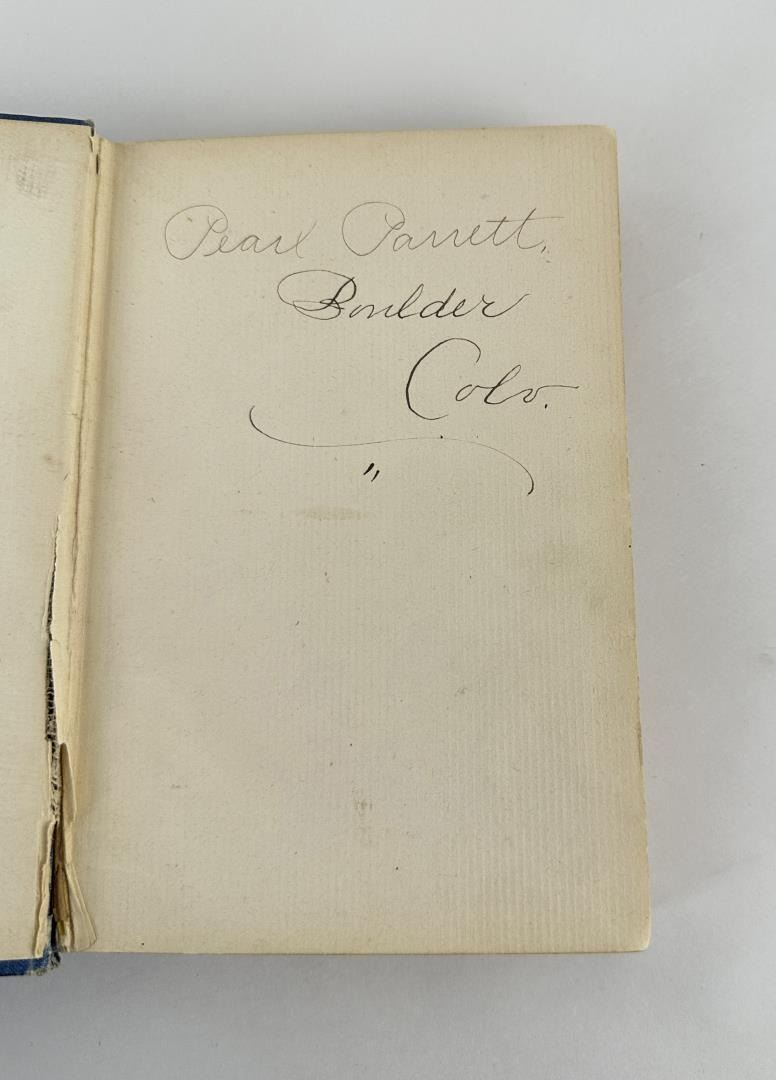 Pearl Parrett,
Boulder
Colo.
"